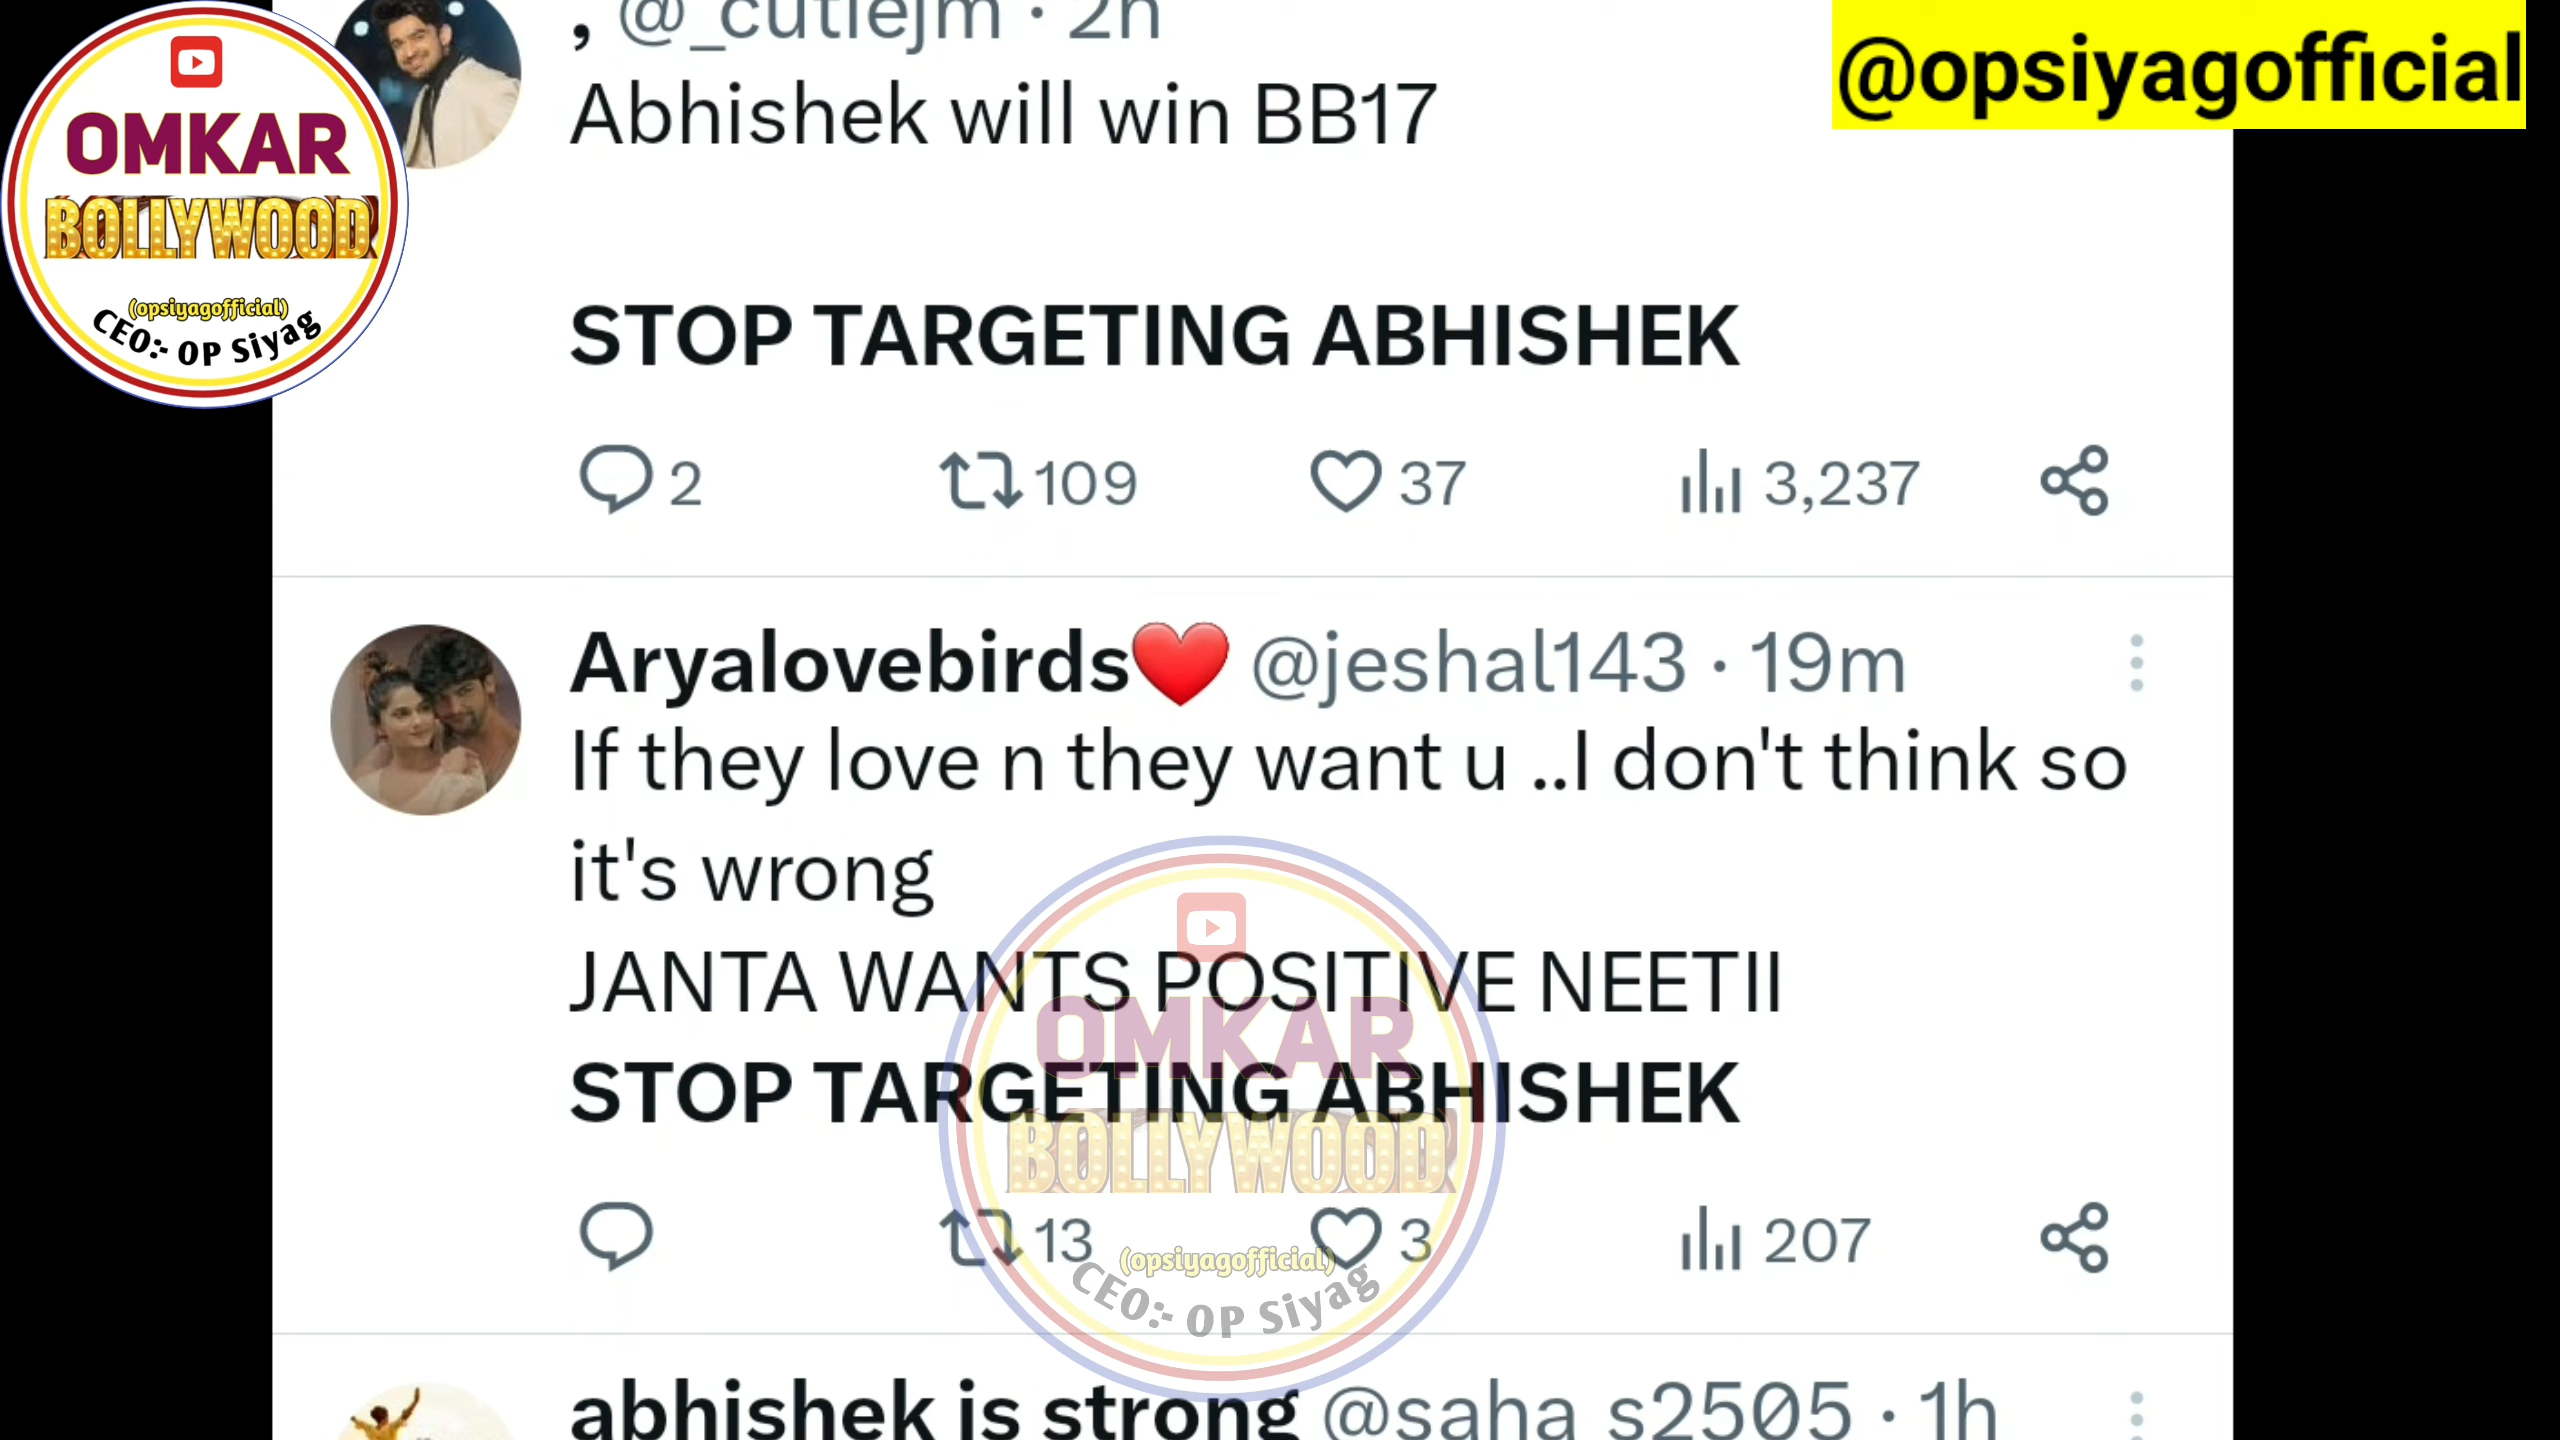 , @_cutiejm · 2h
@opsiyagofficial
OMKAR
BOLLYWOOD
(opsiyagofficial)
CEO:- OP Siyag
Abhishek will win BB17
STOP TARGETING ABHISHEK
2 109 37 3,237
Aryalovebirds❤️ @jeshal143 · 19m
If they love n they want u ..I don't think so
it's wrong
JANTA WANTS POSITIVE NEETII
STOP TARGETING ABHISHEK
13 3 207
OMKAR
BOLLYWOOD
(opsiyagofficial)
CEO:- OP Siyag
abhishek is strong @saha_s2505 · 1h